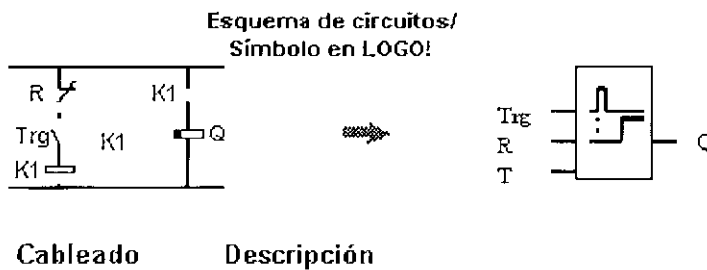 Esquema de circuitos/
Símbolo en LOGO!
R
K1
Trg
K1
Q
K1
Trg
R
Q
T
Cableado Descripción